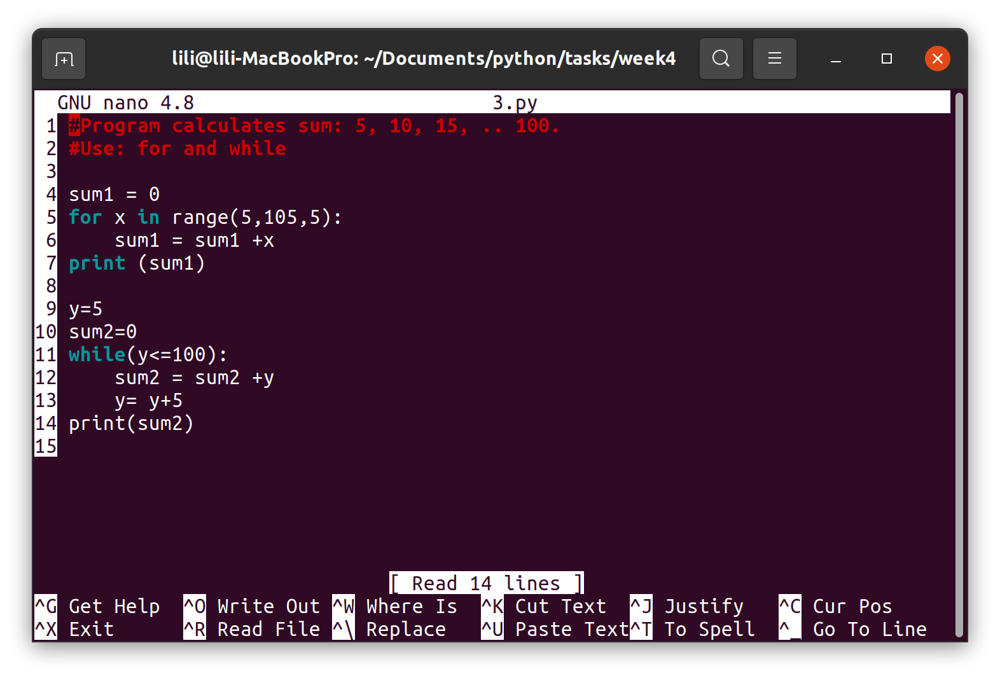 lili@lili-MacBookPro: ~/Documents/python/tasks/week4
GNU nano 4.8 3.py
1 #Program calculates sum: 5, 10, 15, .. 100.
2 #Use: for and while
3
4 sum1 = 0
5 for x in range(5,105,5):
6     sum1 = sum1 +x
7 print (sum1)
8
9 y=5
10 sum2=0
11 while(y<=100):
12     sum2 = sum2 +y
13     y= y+5
14 print(sum2)
15
[ Read 14 lines ]
^G Get Help ^O Write Out ^W Where Is ^K Cut Text ^J Justify ^C Cur Pos
^X Exit ^R Read File ^\ Replace ^U Paste Text ^T To Spell ^_ Go To Line